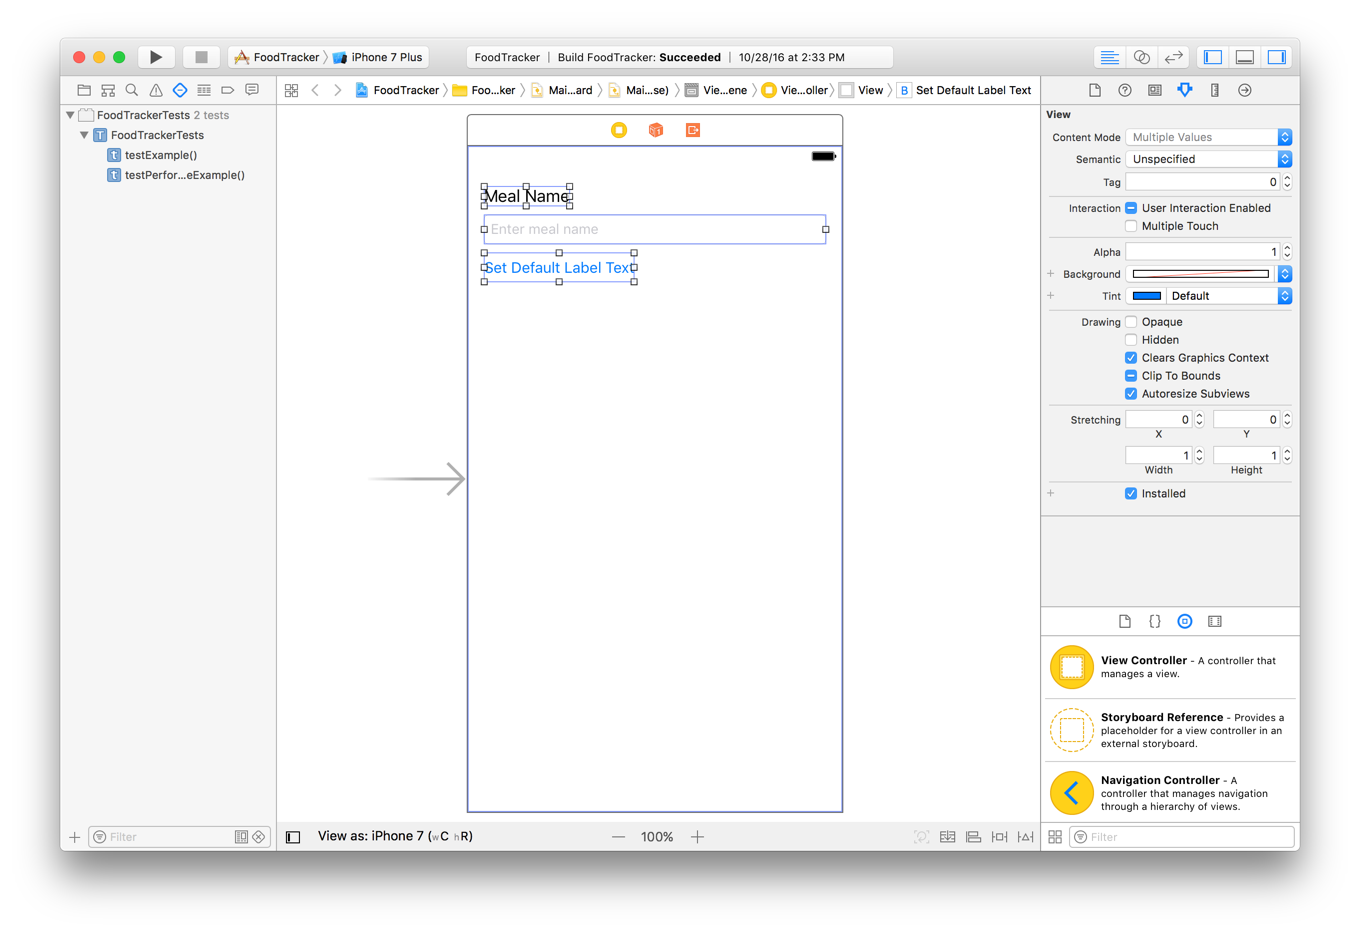 FoodTracker 〉 iPhone 7 Plus
FoodTracker | Build FoodTracker: Succeeded | 10/28/16 at 2:33 PM
FoodTracker 〉 Foo...ker 〉 Mai...ard 〉 Mai...se) 〉 Vie...ene 〉 Vie...oller 〉 View 〉 B Set Default Label Text
FoodTrackerTests 2 tests
T FoodTrackerTests
t testExample()
t testPerfor...eExample()
Meal Name
Enter meal name
Set Default Label Text
View
Content Mode Multiple Values
Semantic Unspecified
Tag 0
Interaction User Interaction Enabled
Multiple Touch
Alpha 1
+ Background
+ Tint Default
Drawing Opaque
Hidden
Clears Graphics Context
Clip To Bounds
Autoresize Subviews
Stretching 0 0
X Y
1 1
Width Height
+ Installed
{}
View Controller - A controller that
manages a view.
Storyboard Reference - Provides a
placeholder for a view controller in an
external storyboard.
Navigation Controller - A
controller that manages navigation
through a hierarchy of views.
+ Filter
View as: iPhone 7 (wC hR)
— 100% +
Filter